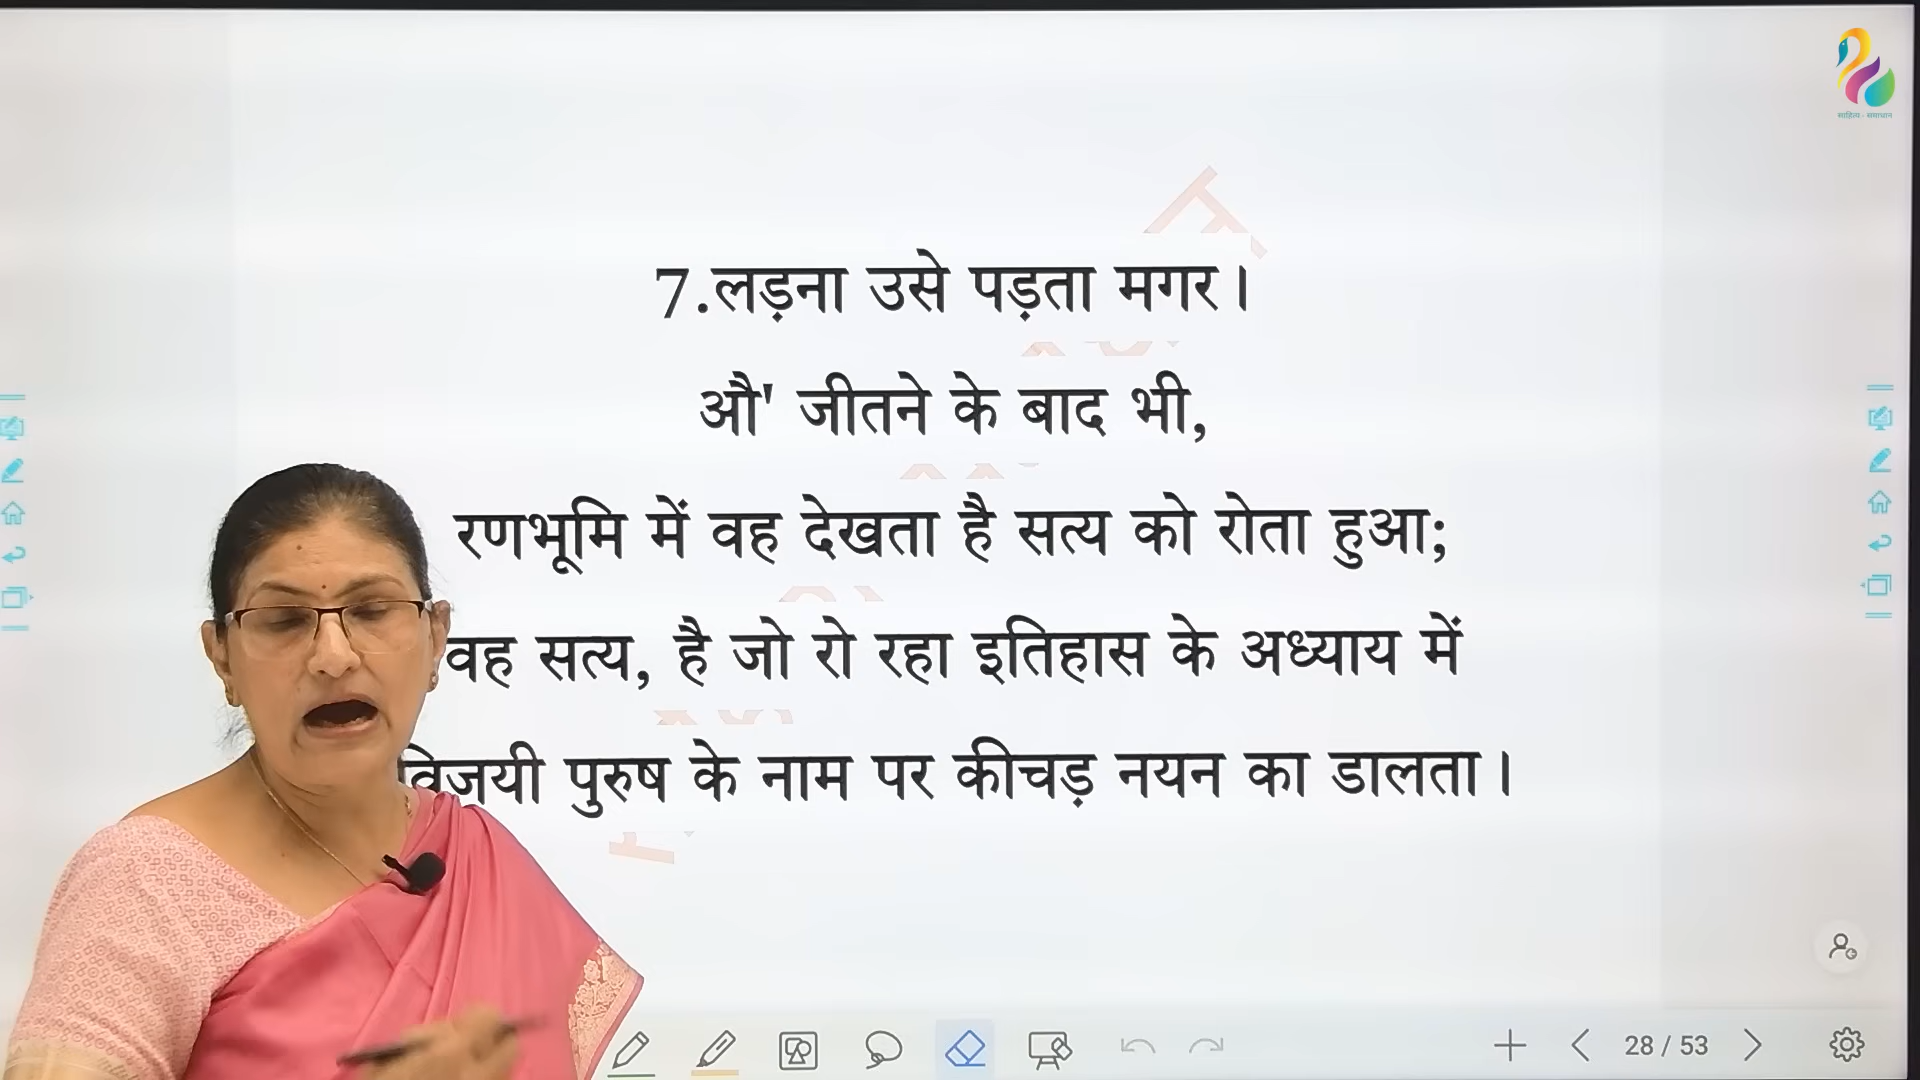 साहित्य - समाधान
7.लड़ना उसे पड़ता मगर।
औ' जीतने के बाद भी,
रणभूमि में वह देखता है सत्य को रोता हुआ;
वह सत्य, है जो रो रहा इतिहास के अध्याय में
विजयी पुरुष के नाम पर कीचड़ नयन का डालता।
28 / 53